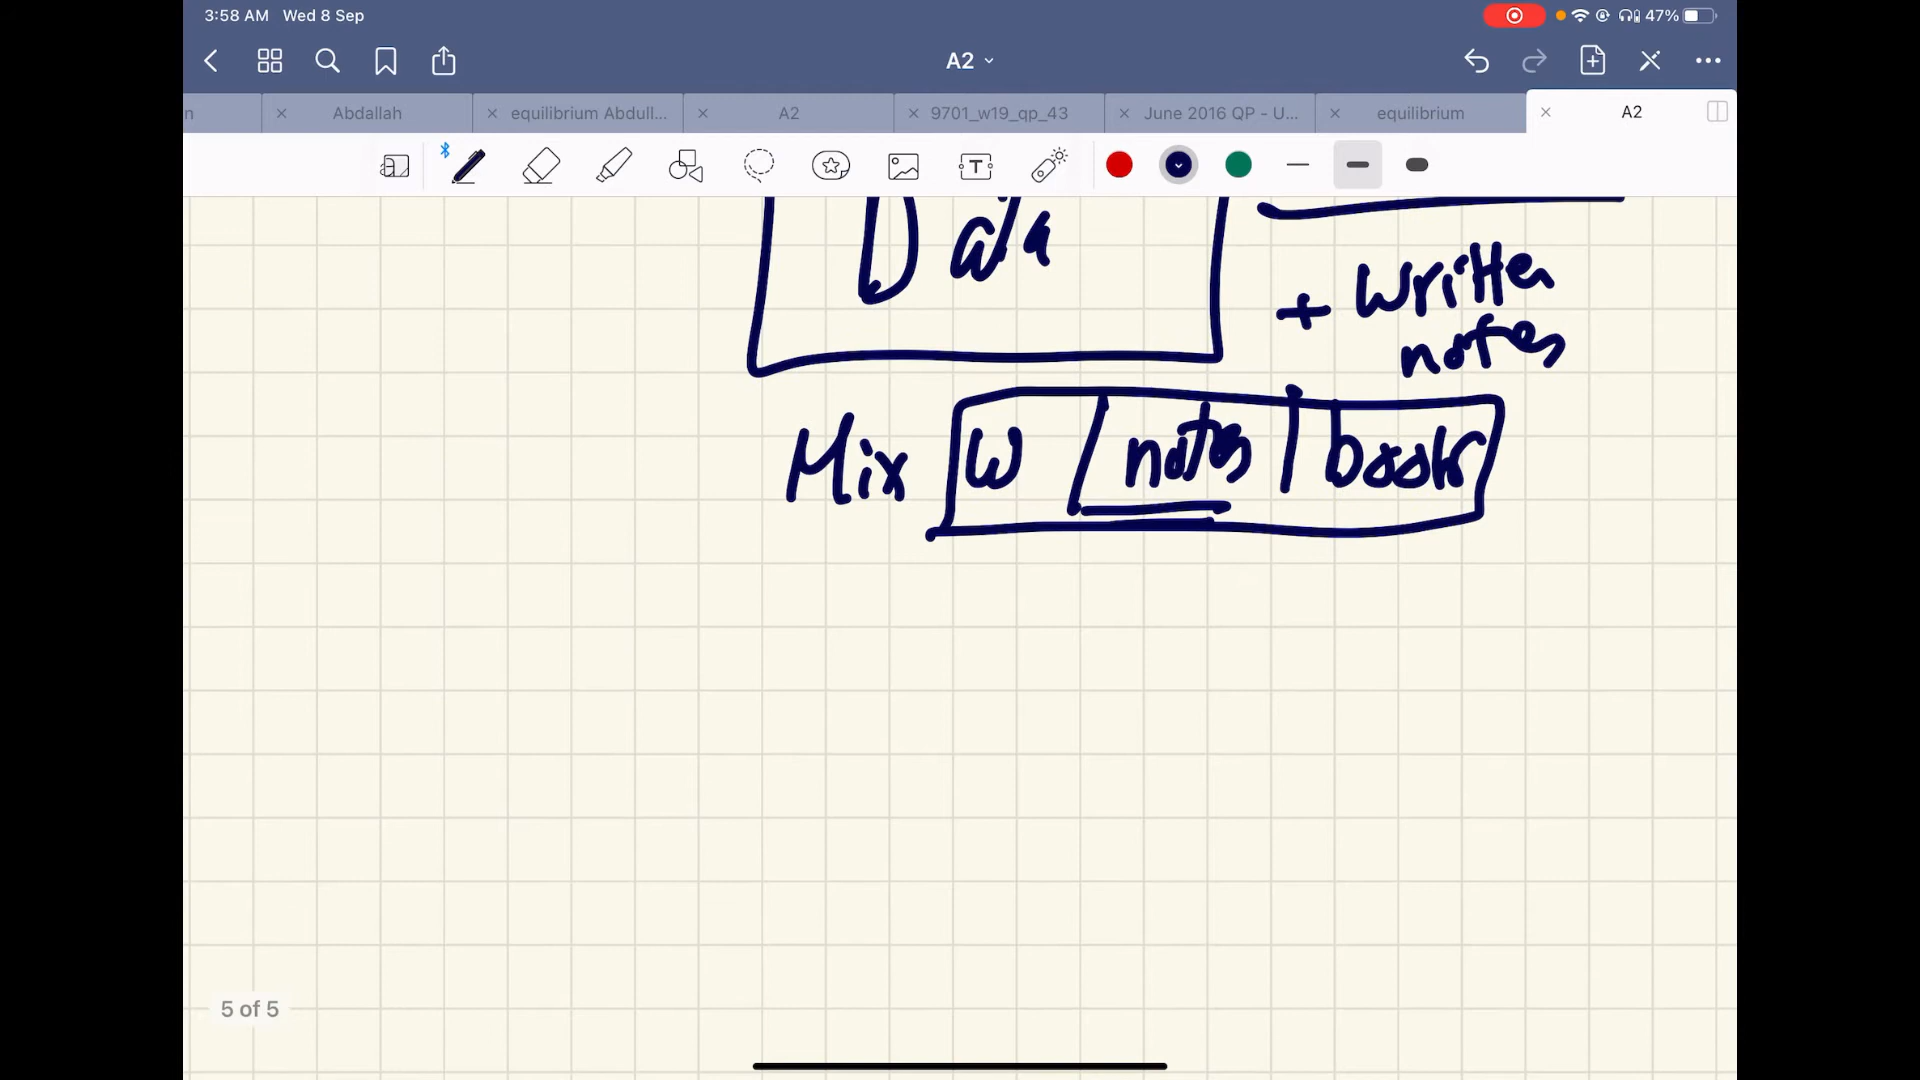 3:58 AM Wed 8 Sep 47%
A2
n Abdallah equilibrium Abdull... A2 9701_w19_qp_43 June 2016 QP - U... equilibrium A2
Data
+ Written
notes
Mix W notes book
5 of 5